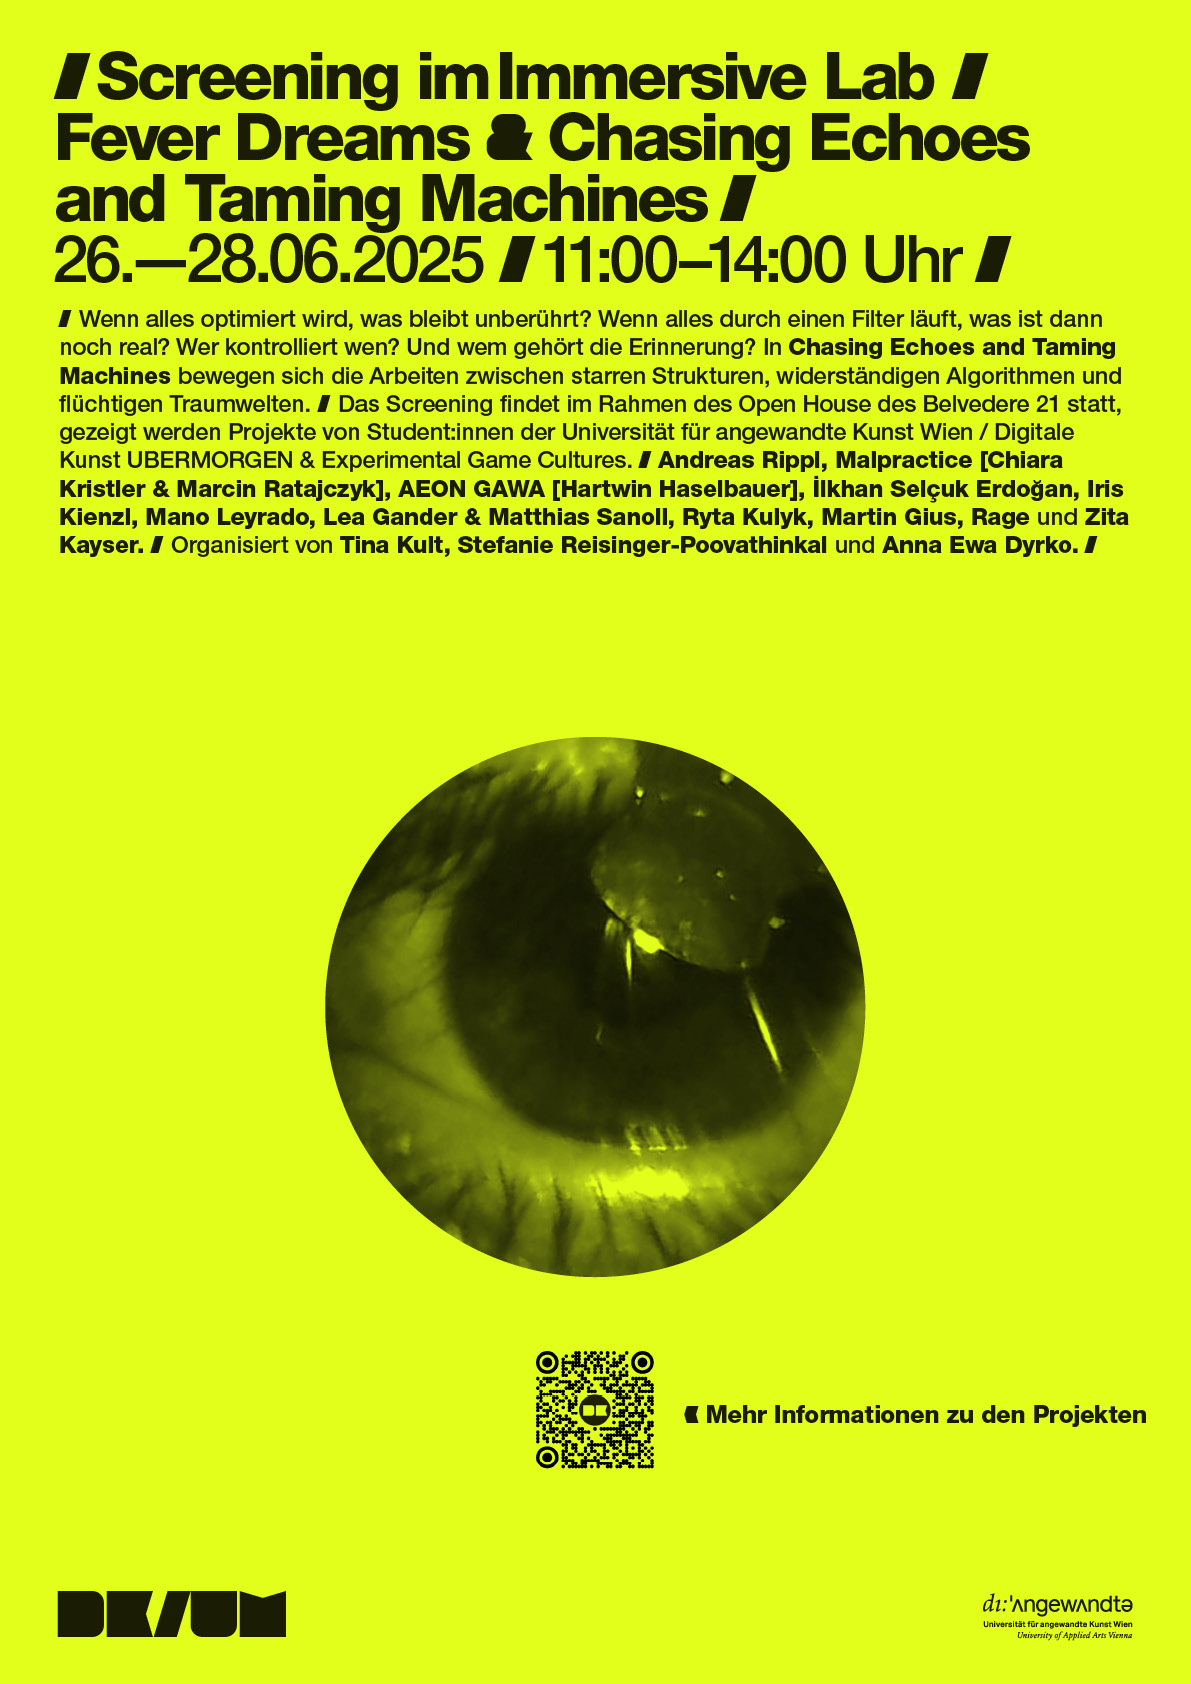 Screening im Immersive Lab
Fever Dreams & Chasing Echoes
and Taming Machines
26.—28.06.2025 / 11:00–14:00 Uhr
/ Wenn alles optimiert wird, was bleibt unberührt? Wenn alles durch einen Filter läuft, was ist dann
noch real? Wer kontrolliert wen? Und wem gehört die Erinnerung? In Chasing Echoes and Taming
Machines bewegen sich die Arbeiten zwischen starren Strukturen, widerständigen Algorithmen und
flüchtigen Traumwelten. / Das Screening findet im Rahmen des Open House des Belvedere 21 statt,
gezeigt werden Projekte von Student:innen der Universität für angewandte Kunst Wien / Digitale
Kunst UBERMORGEN & Experimental Game Cultures. / Andreas Rippl, Malpractice [Chiara
Kristler & Marcin Ratajczyk], AEON GAWA [Hartwin Haselbauer], İlkhan Selçuk Erdoğan, Iris
Kienzl, Mano Leyrado, Lea Gander & Matthias Sanoll, Ryta Kulyk, Martin Gius, Rage und Zita
Kayser. / Organisiert von Tina Kult, Stefanie Reisinger-Poovathinkal und Anna Ewa Dyrko. /
Mehr Informationen zu den Projekten
DK/UM
dı:'ʌngewʌndtə
Universität für angewandte Kunst Wien
University of Applied Arts Vienna